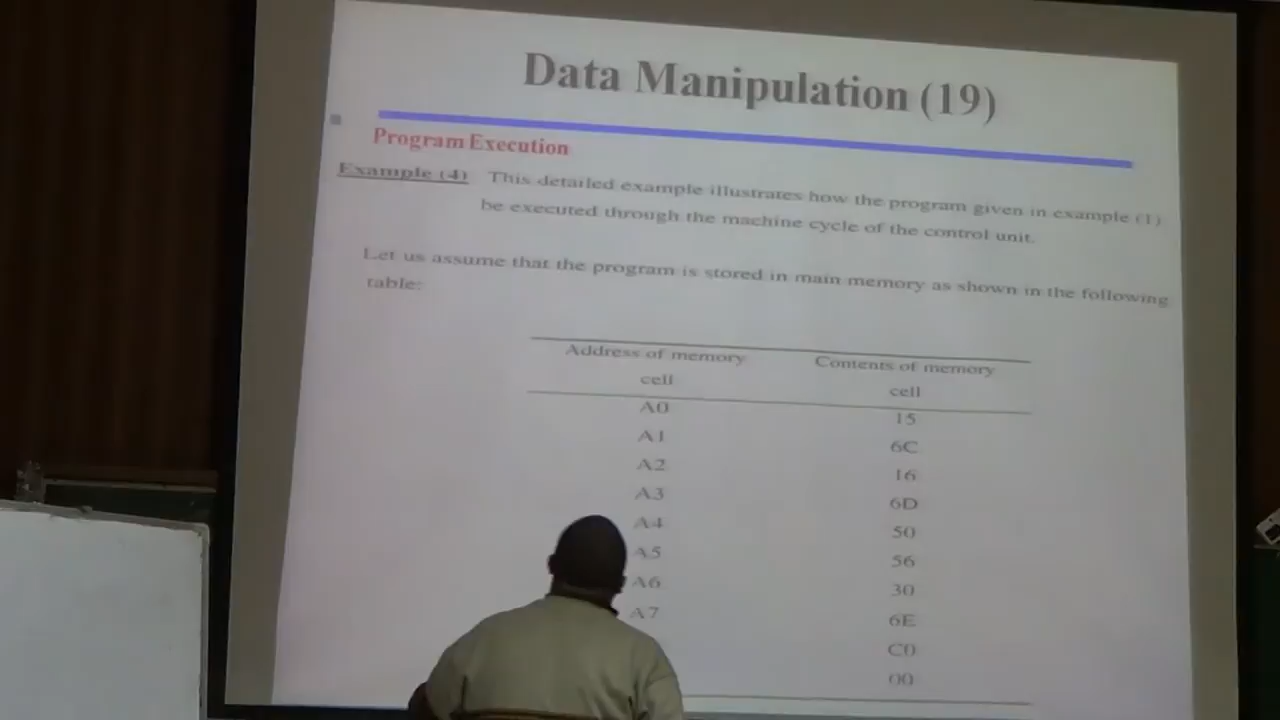 Data Manipulation (19)
Program Execution
Example (4) This detailed example illustrates how the program given in example (1)
be executed through the machine cycle of the control unit.
Let us assume that the program is stored in main memory as shown in the following
table:
Address of memory cell Contents of memory cell
A0 15
A1 6C
A2 16
A3 6D
A4 50
A5 56
A6 30
A7 6E
C0
00